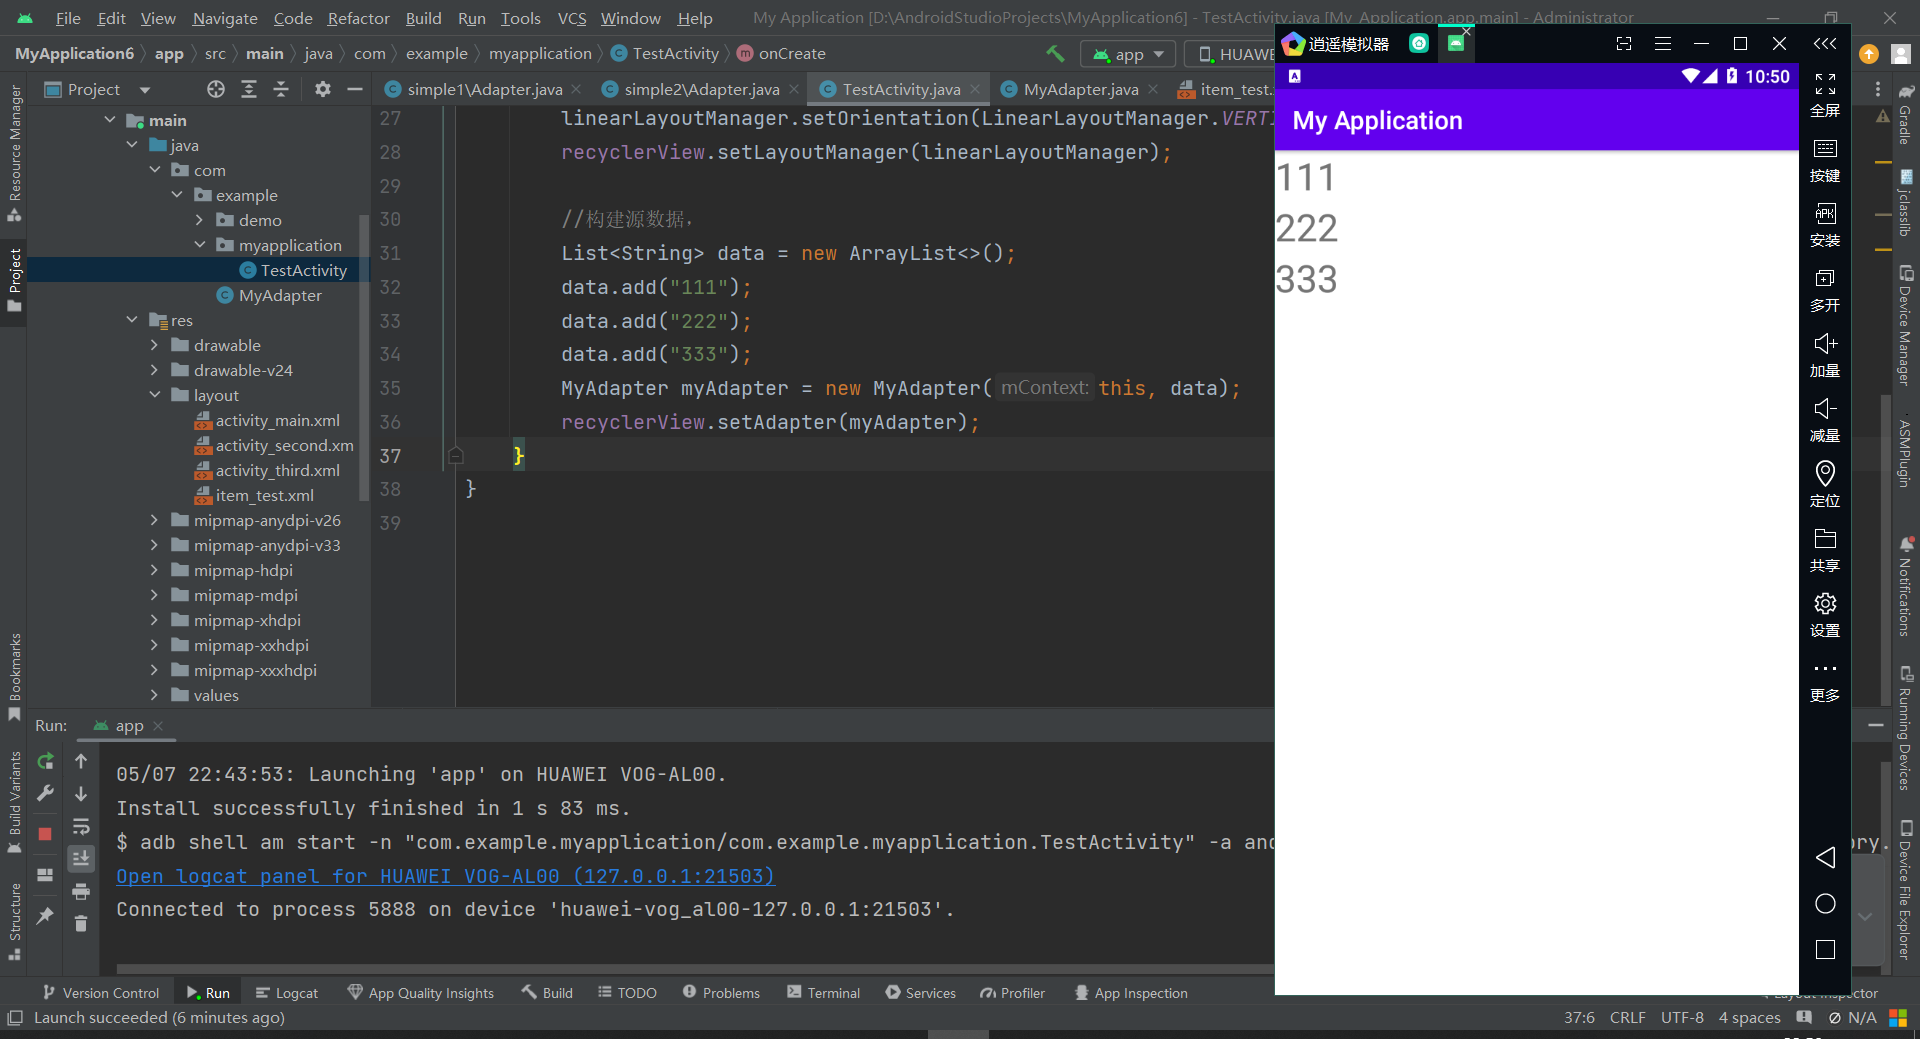 File Edit View Navigate Code Refactor Build Run Tools VCS Window Help My Application [D:\AndroidStudioProjects\MyApplication6] - TestActivity.java [My_Application.app.main] - Administrator
MyApplication6 app src main java com example myapplication TestActivity onCreate app HUAWE
Project
simple1\Adapter.java simple2\Adapter.java TestActivity.java MyAdapter.java item_test.
Resource Manager
Project
Bookmarks
Build Variants
Structure
main
java
com
example
demo
myapplication
TestActivity
MyAdapter
res
drawable
drawable-v24
layout
activity_main.xml
activity_second.xm
activity_third.xml
item_test.xml
mipmap-anydpi-v26
mipmap-anydpi-v33
mipmap-hdpi
mipmap-mdpi
mipmap-xhdpi
mipmap-xxhdpi
mipmap-xxxhdpi
values
27 linearLayoutManager.setOrientation(LinearLayoutManager.VERTI
28 recyclerView.setLayoutManager(linearLayoutManager);
29
30 //构建源数据,
31 List<String> data = new ArrayList<>();
32 data.add("111");
33 data.add("222");
34 data.add("333");
35 MyAdapter myAdapter = new MyAdapter( mContext: this, data);
36 recyclerView.setAdapter(myAdapter);
37 }
38 }
39
逍遥模拟器
10:50
My Application
111
222
333
全屏
按键
APK
安装
多开
加量
减量
定位
共享
设置
更多
Gradle
jclasslib
Device Manager
ASMPlugin
Notifications
Running Devices
Device File Explorer
Run: app
05/07 22:43:53: Launching 'app' on HUAWEI VOG-AL00.
Install successfully finished in 1 s 83 ms.
$ adb shell am start -n "com.example.myapplication/com.example.myapplication.TestActivity" -a and
ory.
Open logcat panel for HUAWEI VOG-AL00 (127.0.0.1:21503)
Connected to process 5888 on device 'huawei-vog_al00-127.0.0.1:21503'.
Version Control Run Logcat App Quality Insights Build TODO Problems Terminal Services Profiler App Inspection Layout Inspector
Launch succeeded (6 minutes ago) 37:6 CRLF UTF-8 4 spaces N/A